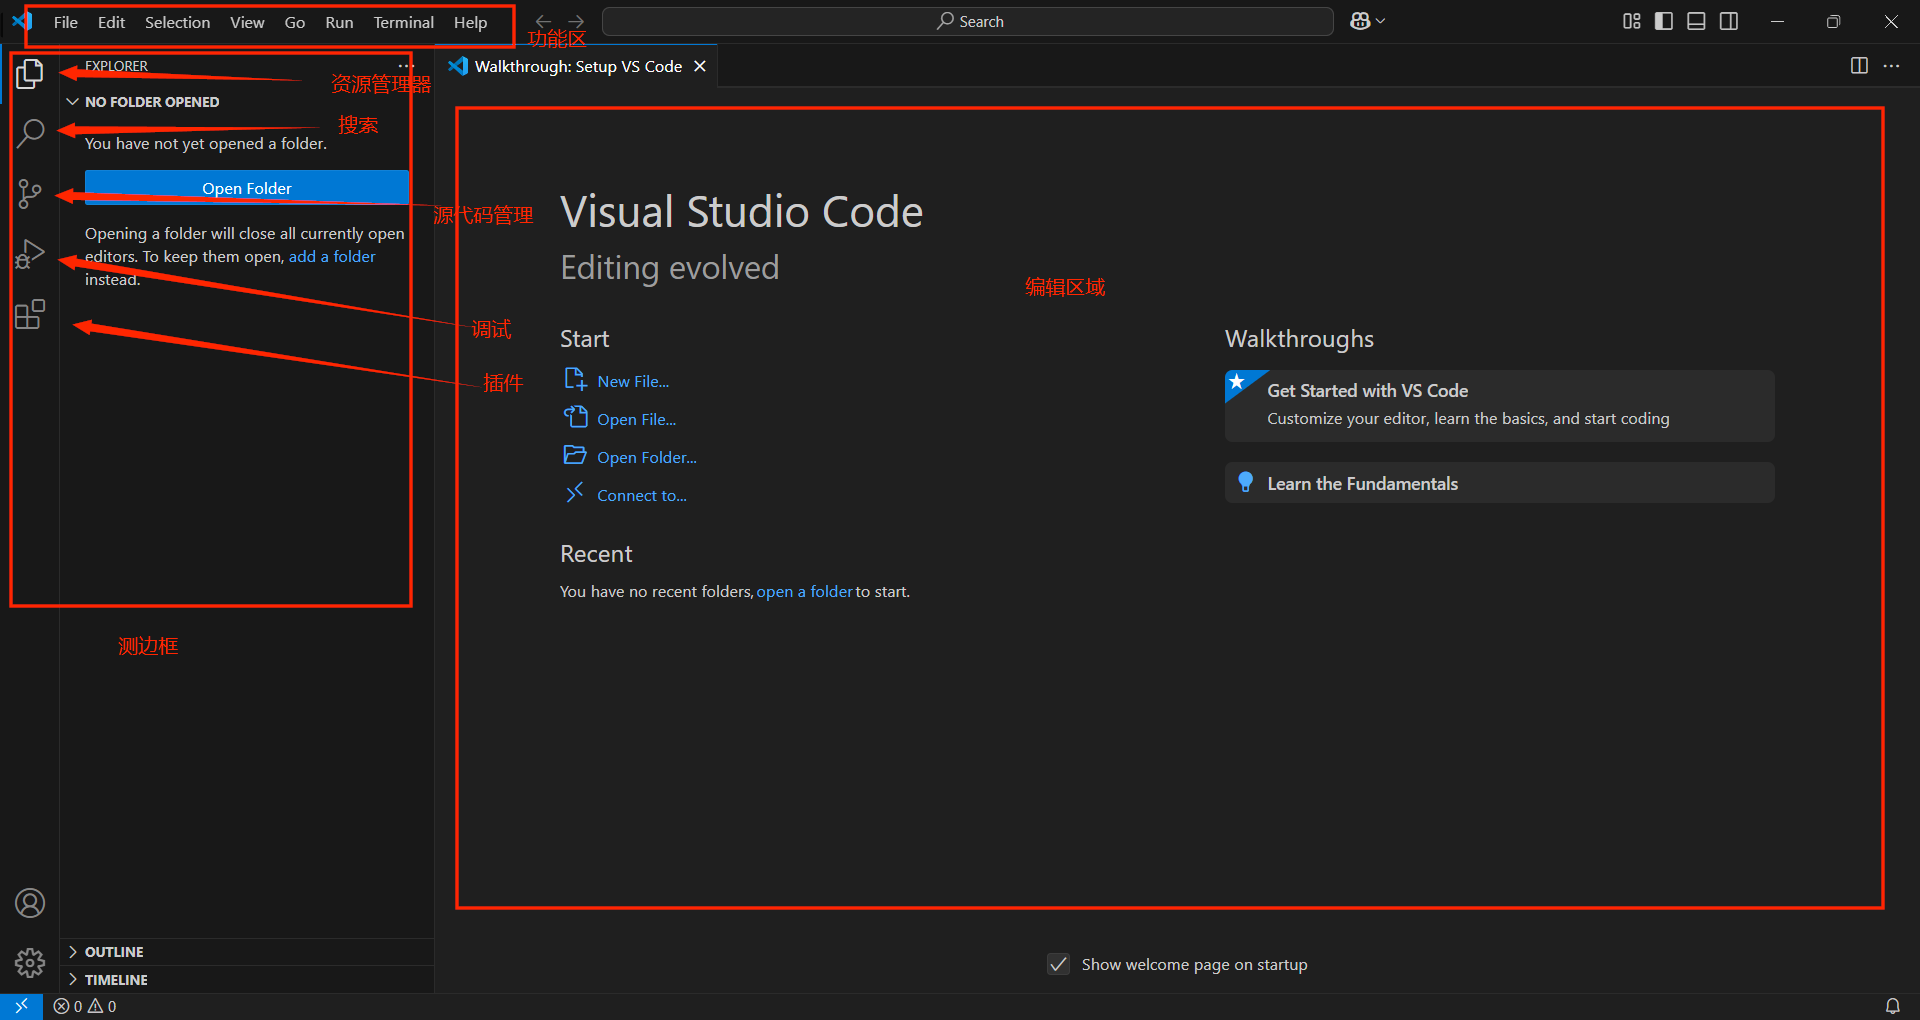 File Edit Selection View Go Run Terminal Help
Search
功能区
EXPLORER
资源管理器
Walkthrough: Setup VS Code
NO FOLDER OPENED
搜索
You have not yet opened a folder.
Open Folder
源代码管理
Opening a folder will close all currently open
editors. To keep them open, add a folder
instead.
调试
插件
测边框
OUTLINE
TIMELINE
Visual Studio Code
Editing evolved
编辑区域
Start
New File...
Open File...
Open Folder...
Connect to...
Recent
You have no recent folders, open a folder to start.
Walkthroughs
Get Started with VS Code
Customize your editor, learn the basics, and start coding
Learn the Fundamentals
Show welcome page on startup
0 0